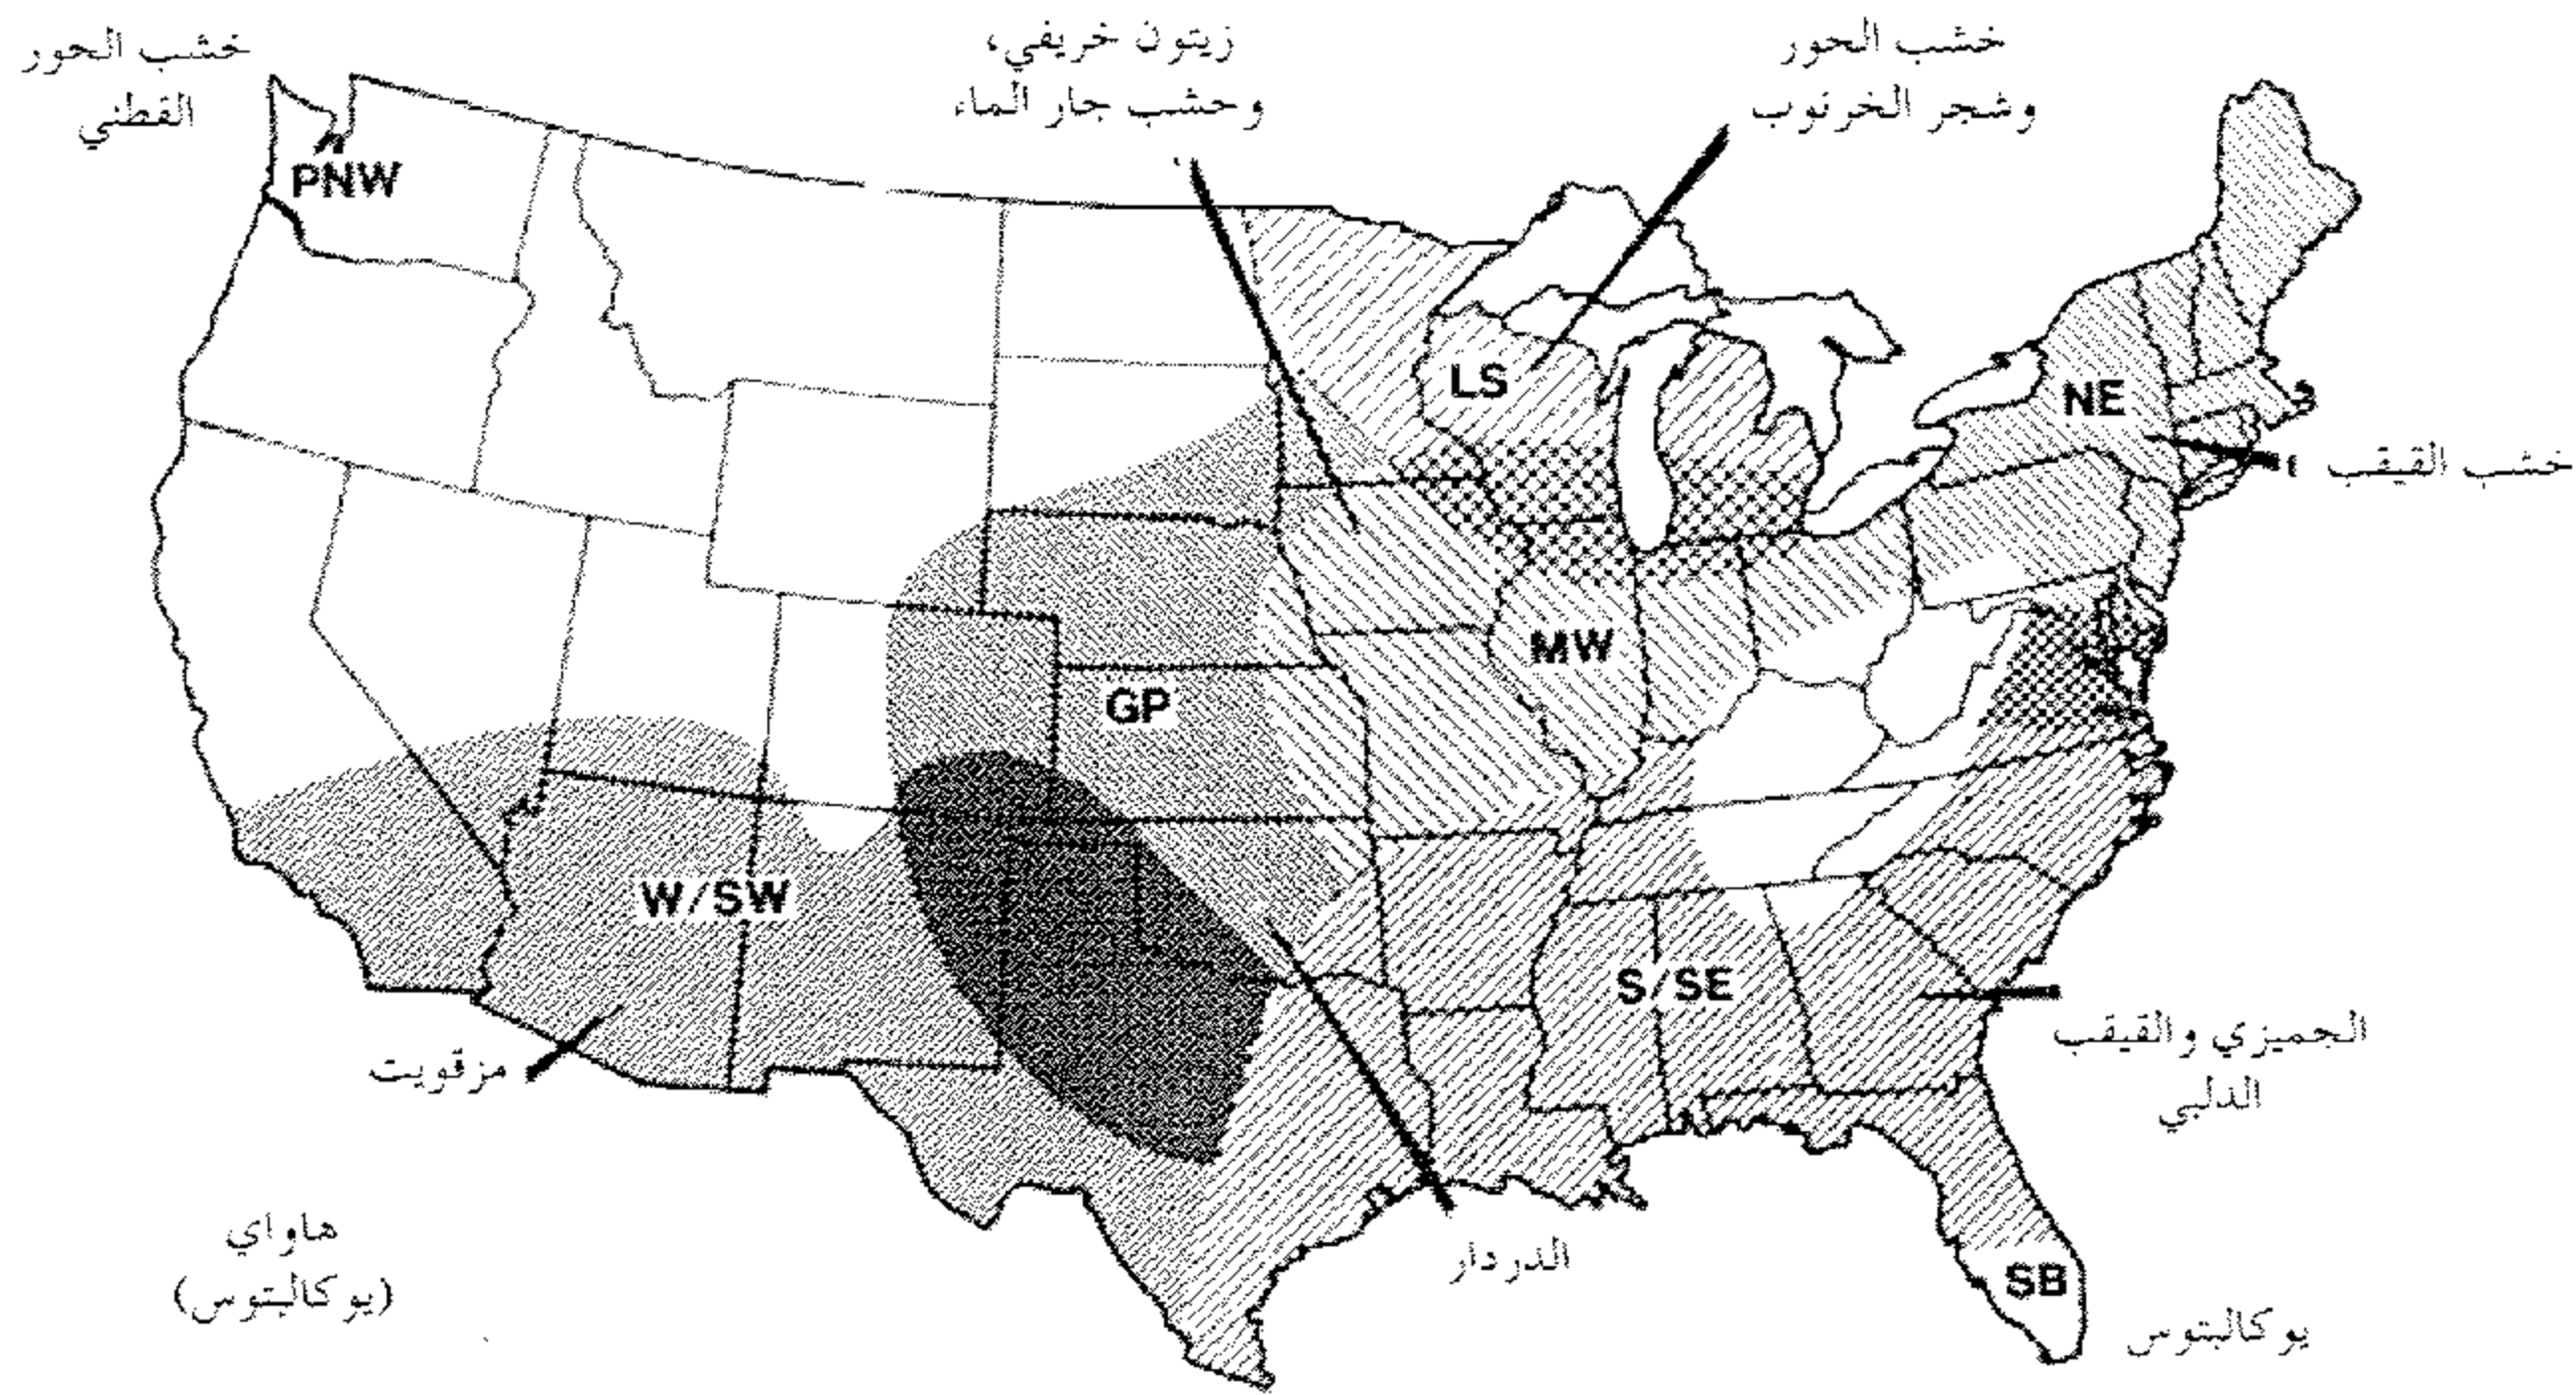 خشب الحور
القطني
زيتون خريفي،
وحشب جار الماء
خشب الحور
وشجر الخرنوب
PNW
LS
NE
خشب القيقب
MW
GP
W/SW
S/SE
الجميزي والقيقب
الدلبي
مزقويت
هاواي
(يوكالبتوس)
الدردار
SB
يوكالبتوس